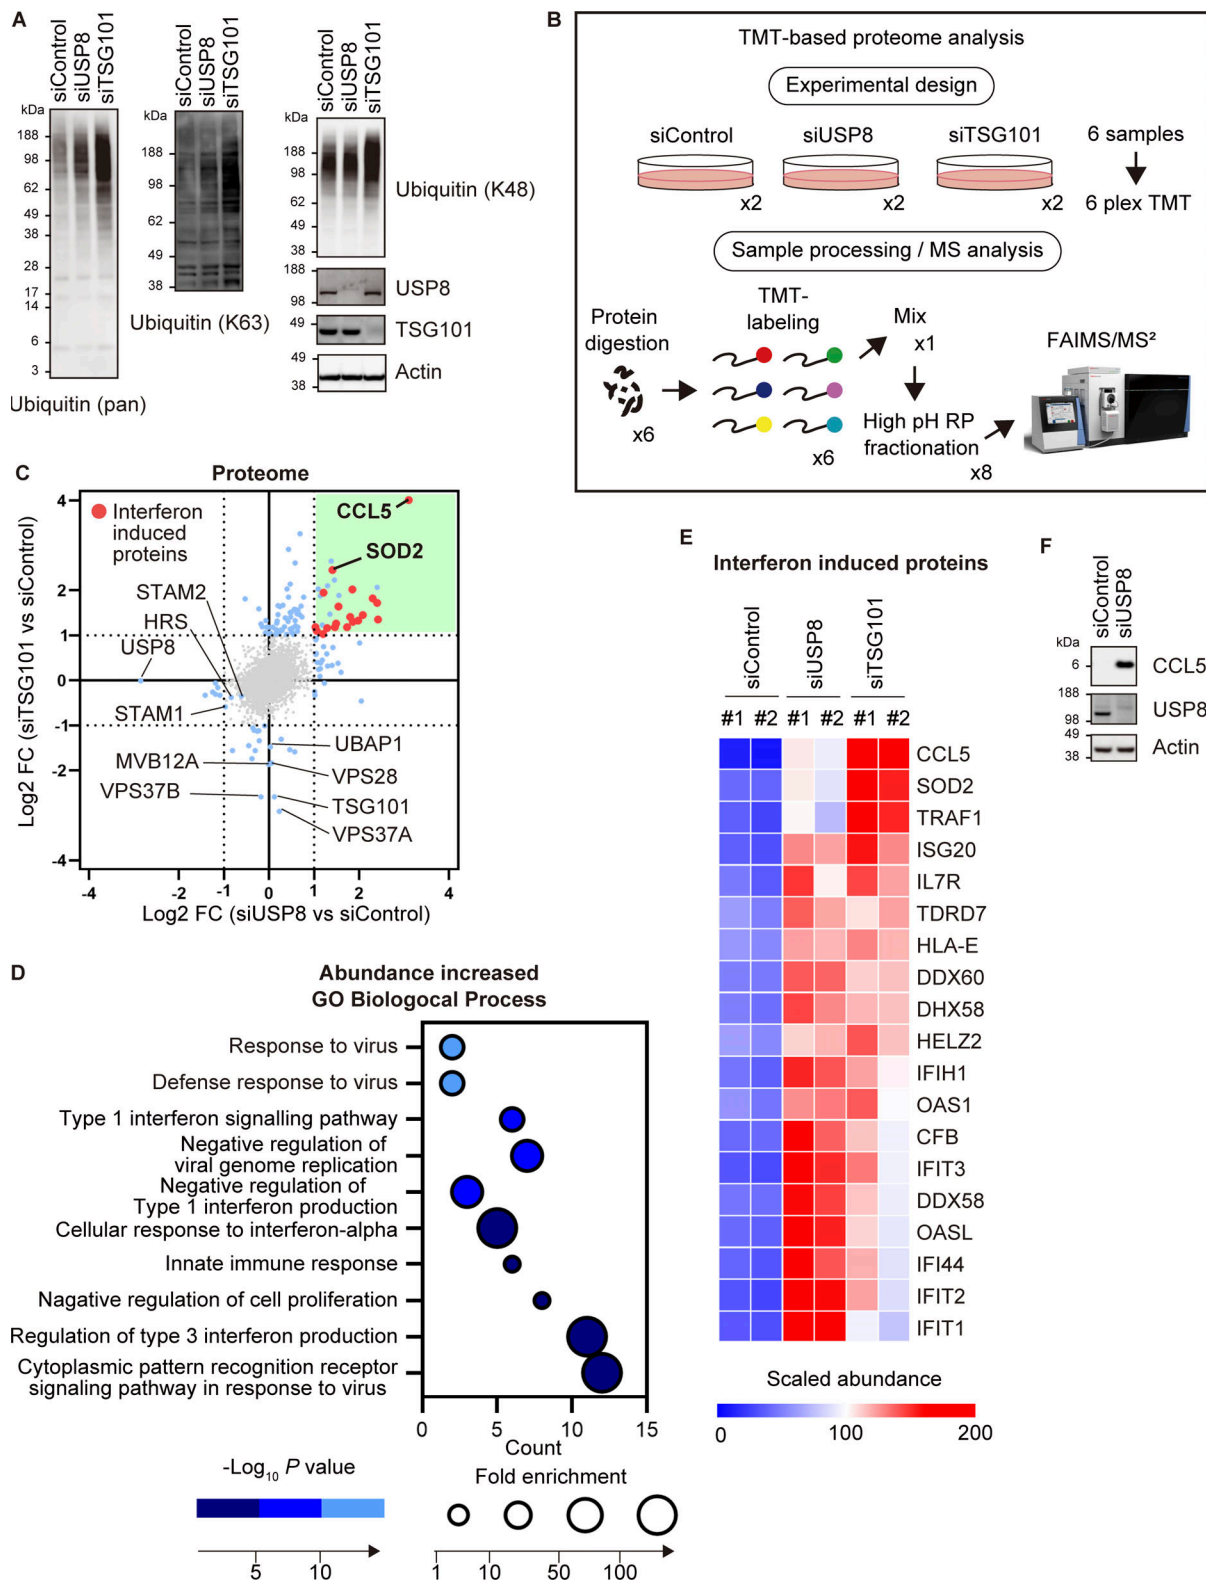 A
siControl
siUSP8
siTSG101
kDa
188
98
62
49
38
28
17
14
6
3
Ubiquitin (pan)
siControl
siUSP8
siTSG101
kDa
188
98
62
49
38
Ubiquitin (K63)
siControl
siUSP8
siTSG101
kDa
188
98
62
49
38
Ubiquitin (K48)
188
98
USP8
49
TSG101
49
38
Actin
B
TMT-based proteome analysis
Experimental design
siControl
siUSP8
siTSG101
6 samples
x2
x2
x2
6 plex TMT
Sample processing / MS analysis
Protein
digestion
x6
TMT-
labeling
x6
Mix
x1
High pH RP
fractionation
x8
FAIMS/MS²
C
Proteome
Interferon
induced
proteins
CCL5
SOD2
STAM2
HRS
USP8
STAM1
UBAP1
MVB12A
VPS28
VPS37B
TSG101
VPS37A
4
2
1
0
-1
-2
-4
-4
-2
-1
0
1
2
4
Log2 FC (siTSG101 vs siControl)
Log2 FC (siUSP8 vs siControl)
D
Abundance increased
GO Biologocal Process
Response to virus
Defense response to virus
Type 1 interferon signalling pathway
Negative regulation of
viral genome replication
Negative regulation of
Type 1 interferon production
Cellular response to interferon-alpha
Innate immune response
Nagative regulation of cell proliferation
Regulation of type 3 interferon production
Cytoplasmic pattern recognition receptor
signaling pathway in response to virus
0 5 10 15
Count
-Log₁₀ P value
5 10
Fold enrichment
1 10 50 100
E
Interferon induced proteins
siControl
siUSP8
siTSG101
#1 #2 #1 #2 #1 #2
CCL5
SOD2
TRAF1
ISG20
IL7R
TDRD7
HLA-E
DDX60
DHX58
HELZ2
IFIH1
OAS1
CFB
IFIT3
DDX58
OASL
IFI44
IFIT2
IFIT1
Scaled abundance
0 100 200
F
siControl
siUSP8
kDa
6
CCL5
188
98
USP8
49
38
Actin